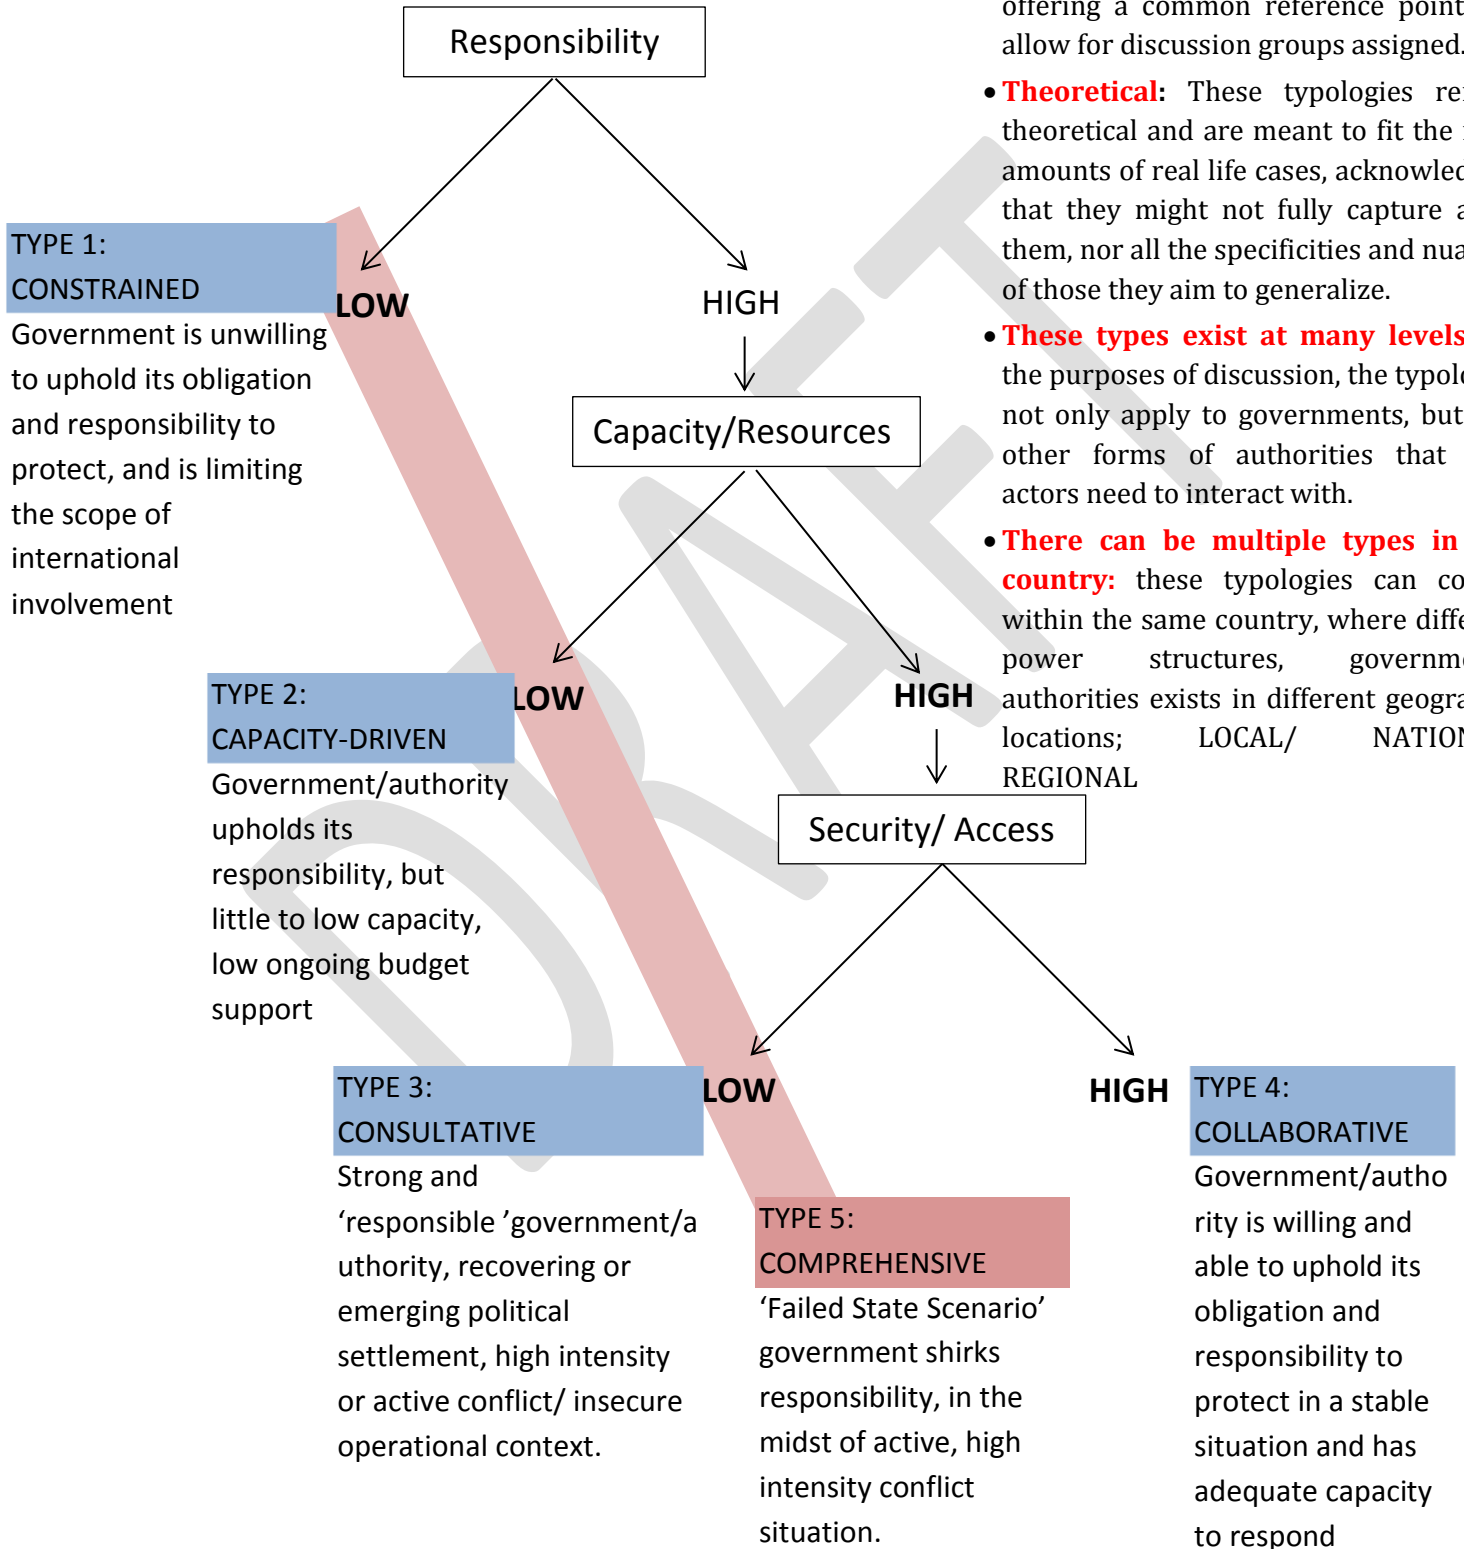 Responsibility
TYPE 1:
CONSTRAINED
LOW
HIGH
Government is unwilling
to uphold its obligation
and responsibility to
protect, and is limiting
the scope of
international
involvement
Capacity/Resources
TYPE 2:
CAPACITY-DRIVEN
LOW
HIGH
Government/authority
upholds its
responsibility, but
little to low capacity,
low ongoing budget
support
Security/ Access
TYPE 3:
CONSULTATIVE
LOW
HIGH
Strong and
‘responsible ’government/a
uthority, recovering or
emerging political
settlement, high intensity
or active conflict/ insecure
operational context.
TYPE 5:
COMPREHENSIVE
‘Failed State Scenario’
government shirks
responsibility, in the
midst of active, high
intensity conflict
situation.
TYPE 4:
COLLABORATIVE
Government/autho
rity is willing and
able to uphold its
obligation and
responsibility to
protect in a stable
situation and has
adequate capacity
to respond
offering a common reference point
allow for discussion groups assigned.
• Theoretical: These typologies
theoretical and are meant to fit the
amounts of real life cases,
that they might not fully capture
them, nor all the specificities and
of those they aim to generalize.
• These types exist at many levels
the purposes of discussion, the
not only apply to governments, but
other forms of authorities that
actors need to interact with.
• There can be multiple types in
country: these typologies can
within the same country, where
power structures,
authorities exists in different
locations; LOCAL/
REGIONAL
DRAFT